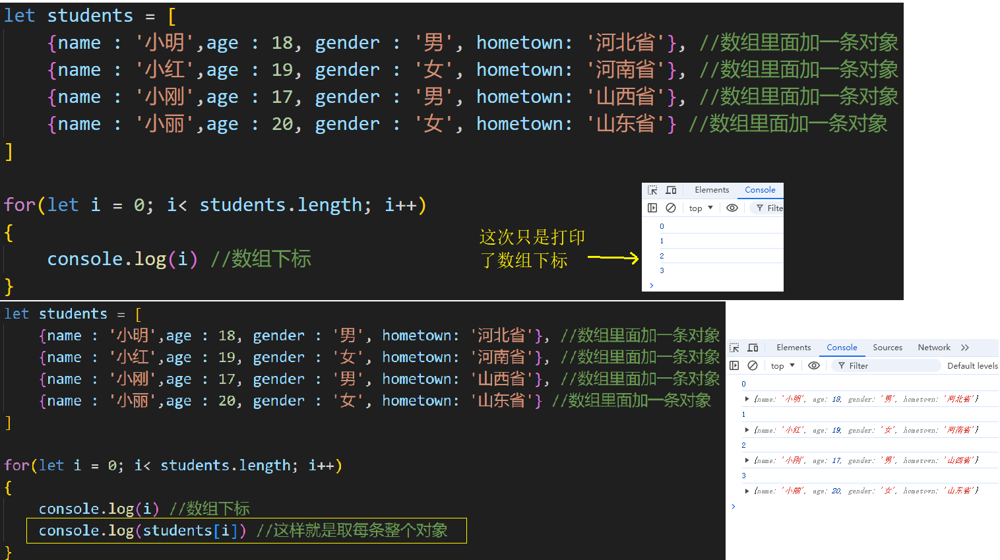 let students = [
{name : '小明',age : 18, gender : '男', hometown: '河北省'}, //数组里面加一条对象
{name : '小红',age : 19, gender : '女', hometown: '河南省'}, //数组里面加一条对象
{name : '小刚',age : 17, gender : '男', hometown: '山西省'}, //数组里面加一条对象
{name : '小丽',age : 20, gender : '女', hometown: '山东省'} //数组里面加一条对象
]
for(let i = 0; i< students.length; i++)
{
console.log(i) //数组下标
}
这次只是打印
了数组下标
Elements Console
top Filte
0
1
2
3
let students = [
{name : '小明',age : 18, gender : '男', hometown: '河北省'}, //数组里面加一条对象
{name : '小红',age : 19, gender : '女', hometown: '河南省'}, //数组里面加一条对象
{name : '小刚',age : 17, gender : '男', hometown: '山西省'}, //数组里面加一条对象
{name : '小丽',age : 20, gender : '女', hometown: '山东省'} //数组里面加一条对象
]
for(let i = 0; i< students.length; i++)
{
console.log(i) //数组下标
console.log(students[i]) //这样就是取每条整个对象
}
Elements Console Sources Network
top Filter Default levels
0
{name: '小明', age: 18, gender: '男', hometown: '河北省'}
1
{name: '小红', age: 19, gender: '女', hometown: '河南省'}
2
{name: '小刚', age: 17, gender: '男', hometown: '山西省'}
3
{name: '小丽', age: 20, gender: '女', hometown: '山东省'}